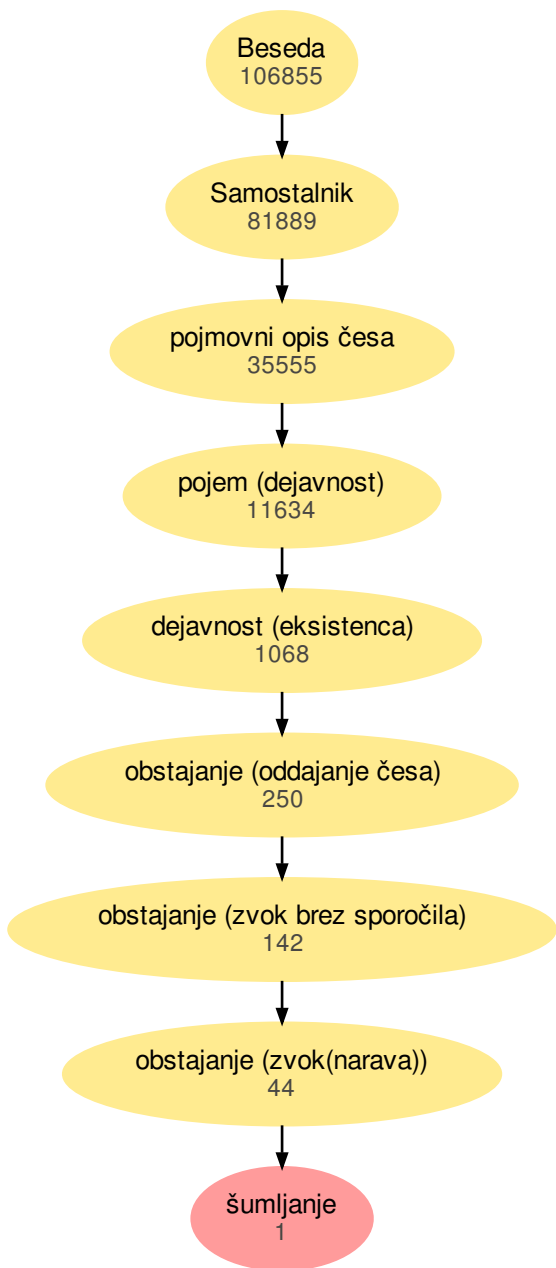 Beseda
106855
Samostalnik
81889
pojmovni opis česa
35555
pojem (dejavnost)
11634
dejavnost (eksistenca)
1068
obstajanje (oddajanje česa)
250
obstajanje (zvok brez sporočila)
142
obstajanje (zvok(narava))
44
šumljanje
1